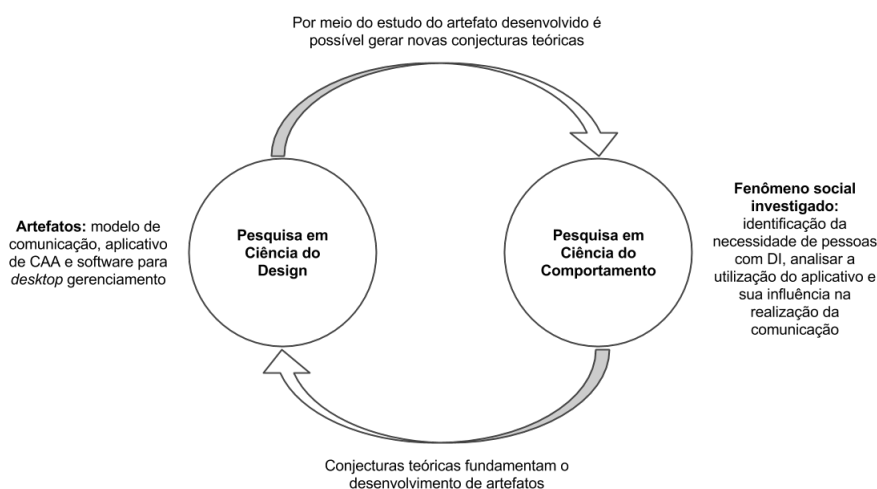 Por meio do estudo do artefato desenvolvido é
possível gerar novas conjecturas teóricas
Artefatos: modelo de
comunicação, aplicativo
de CAA e software para
desktop gerenciamento
Pesquisa em
Ciência do
Design
Pesquisa em
Ciência do
Comportamento
Fenômeno social
investigado:
identificação da
necessidade de pessoas
com DI, analisar a
utilização do aplicativo e
sua influência na
realização da
comunicação
Conjecturas teóricas fundamentam o
desenvolvimento de artefatos